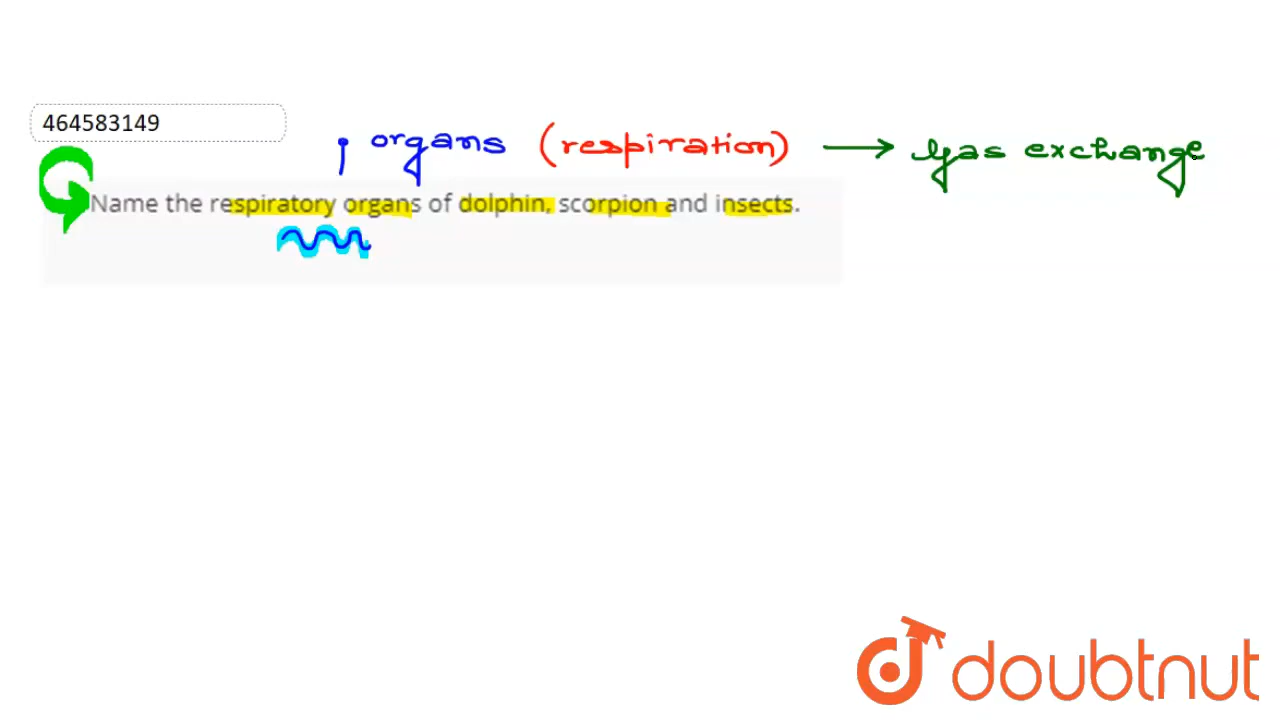 464583149
organs (respiration) → gas exchange
Name the respiratory organs of dolphin, scorpion and insects.
doubtnut